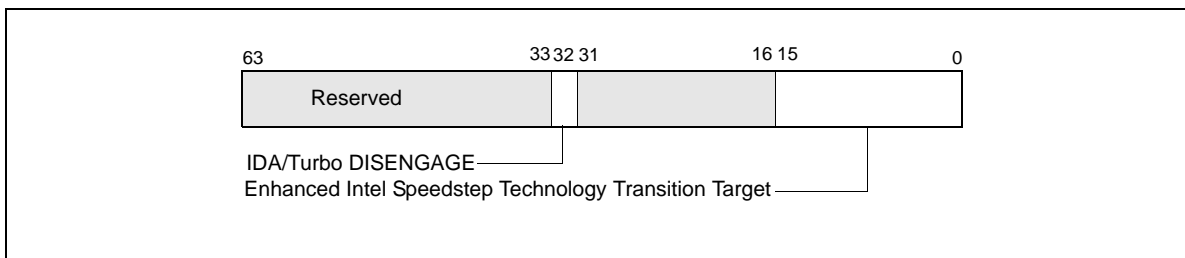 63 33 32 31 16 15 0
Reserved
IDA/Turbo DISENGAGE
Enhanced Intel Speedstep Technology Transition Target